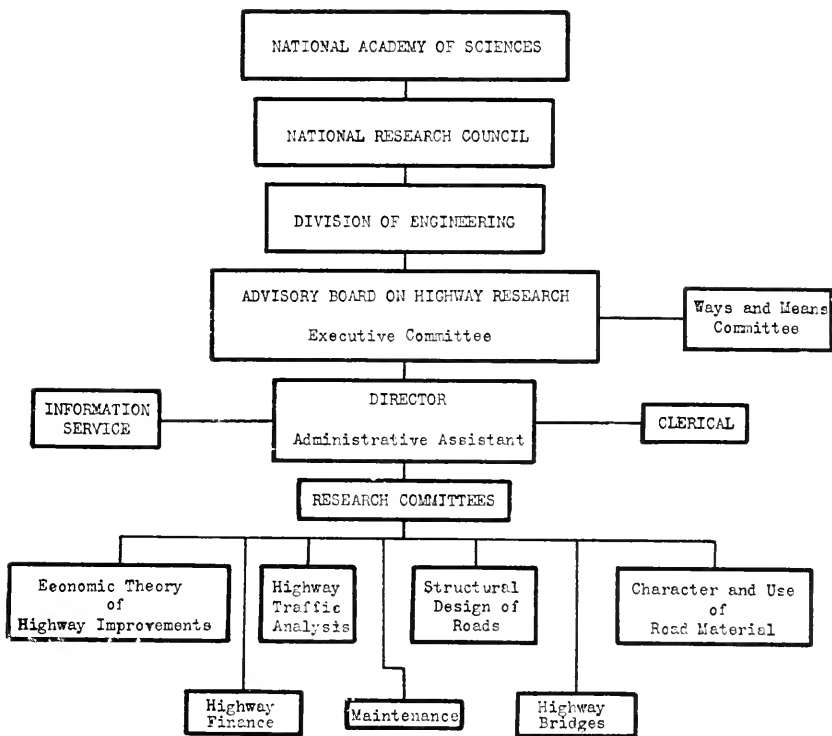 NATIONAL ACADEMY OF SCIENCES
NATIONAL RESEARCH COUNCIL
DIVISION OF ENGINEERING
ADVISORY BOARD ON HIGHWAY RESEARCH
Executive Committee
Ways and Means
Committee
DIRECTOR
Administrative Assistant
INFORMATION
SERVICE
CLERICAL
RESEARCH COMMITTEES
Economic Theory
of
Highway Improvements
Highway
Traffic
Analysis
Structural
Design of
Roads
Character and Use
of
Road Material
Highway
Finance
Maintenance
Highway
Bridges